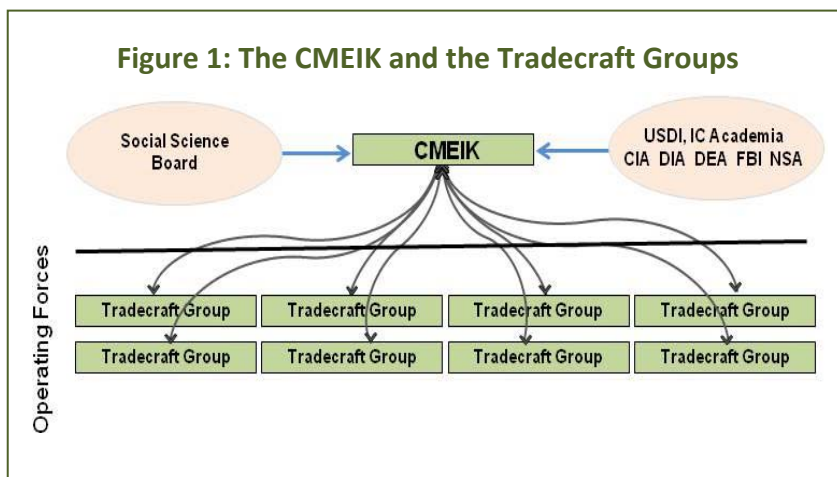 Figure 1: The CMEIK and the Tradecraft Groups
Social Science
Board
CMEIK
USDI, IC Academia
CIA DIA DEA FBI NSA
Operating Forces
Tradecraft Group
Tradecraft Group
Tradecraft Group
Tradecraft Group
Tradecraft Group
Tradecraft Group
Tradecraft Group
Tradecraft Group